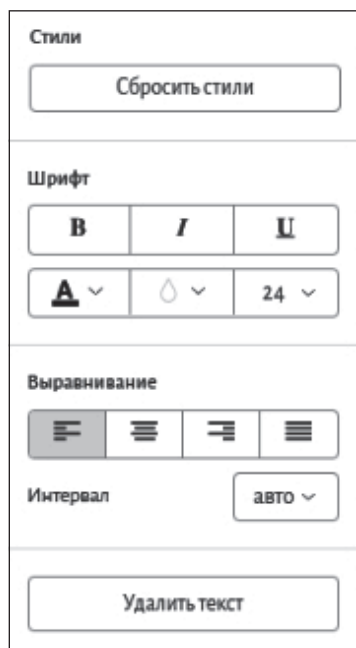 Стили
Сбросить стили
Шрифт
B I U
A 24
Выравнивание
Интервал авто
Удалить текст